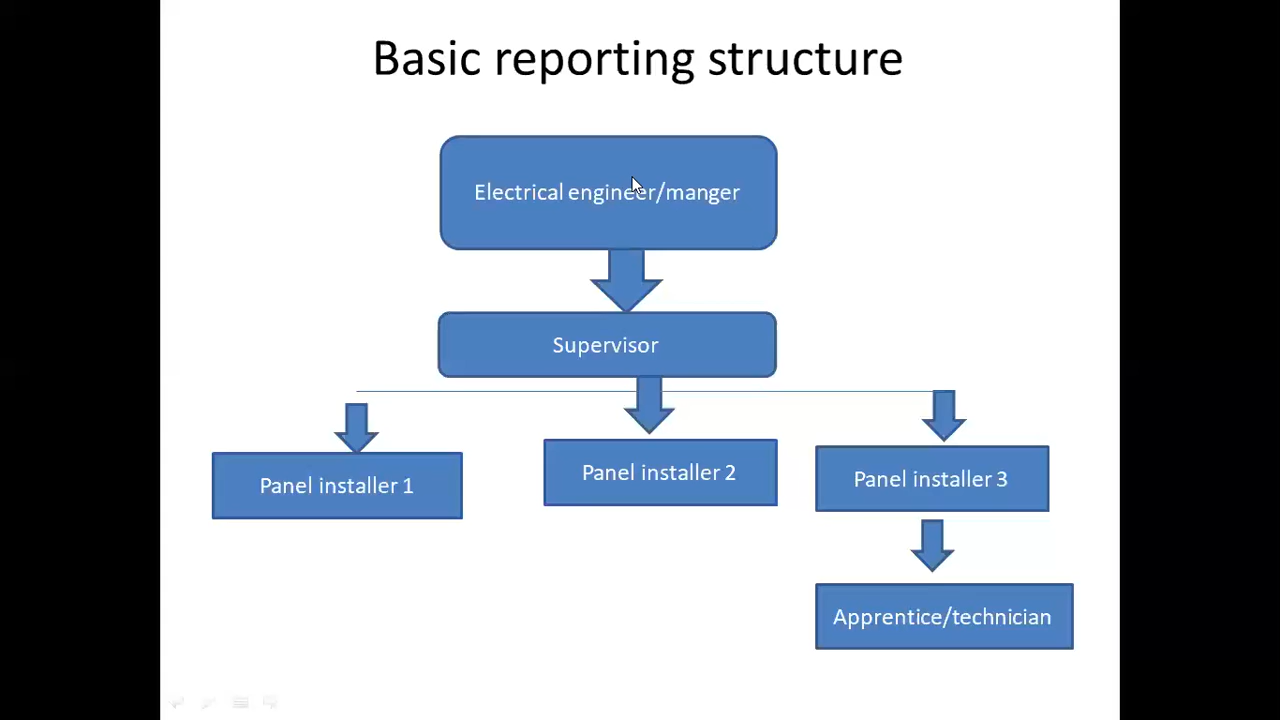 Basic reporting structure
Electrical engineer/manger
Supervisor
Panel installer 1
Panel installer 2
Panel installer 3
Apprentice/technician